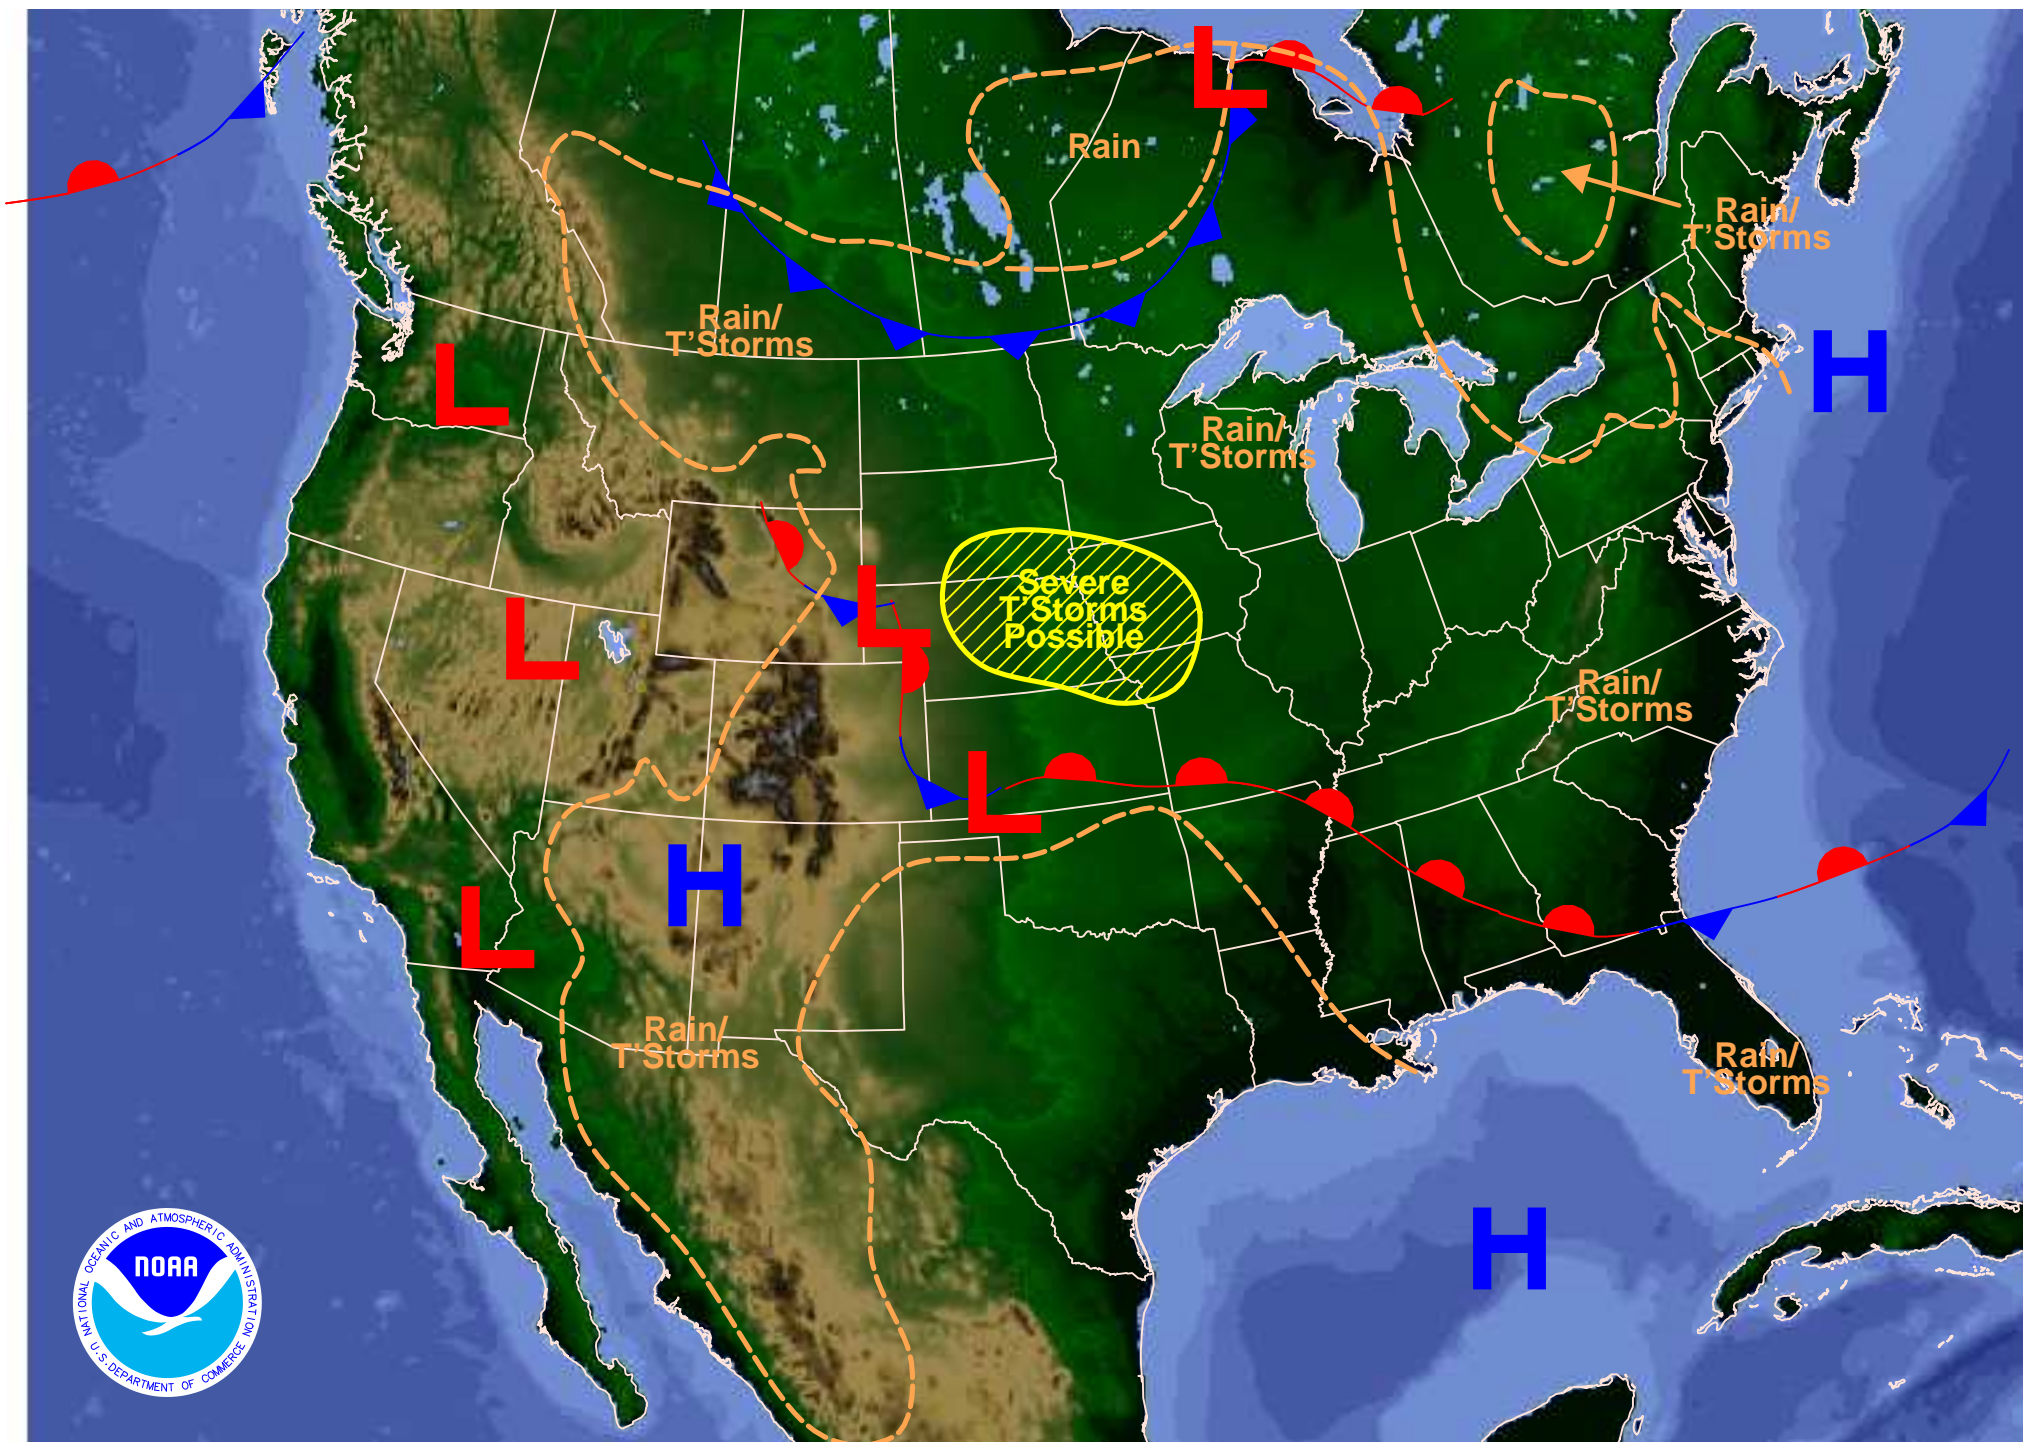 L
Rain
Rain/
T'Storms
Rain/
T'Storms
L
H
Rain/
T'Storms
Severe
T'Storms
Possible
L
L
Rain/
T'Storms
L
H
L
Rain/
T'Storms
Rain/
T'Storms
H
NATIONAL OCEANIC AND ATMOSPHERIC ADMINISTRATION
NOAA
U.S. DEPARTMENT OF COMMERCE